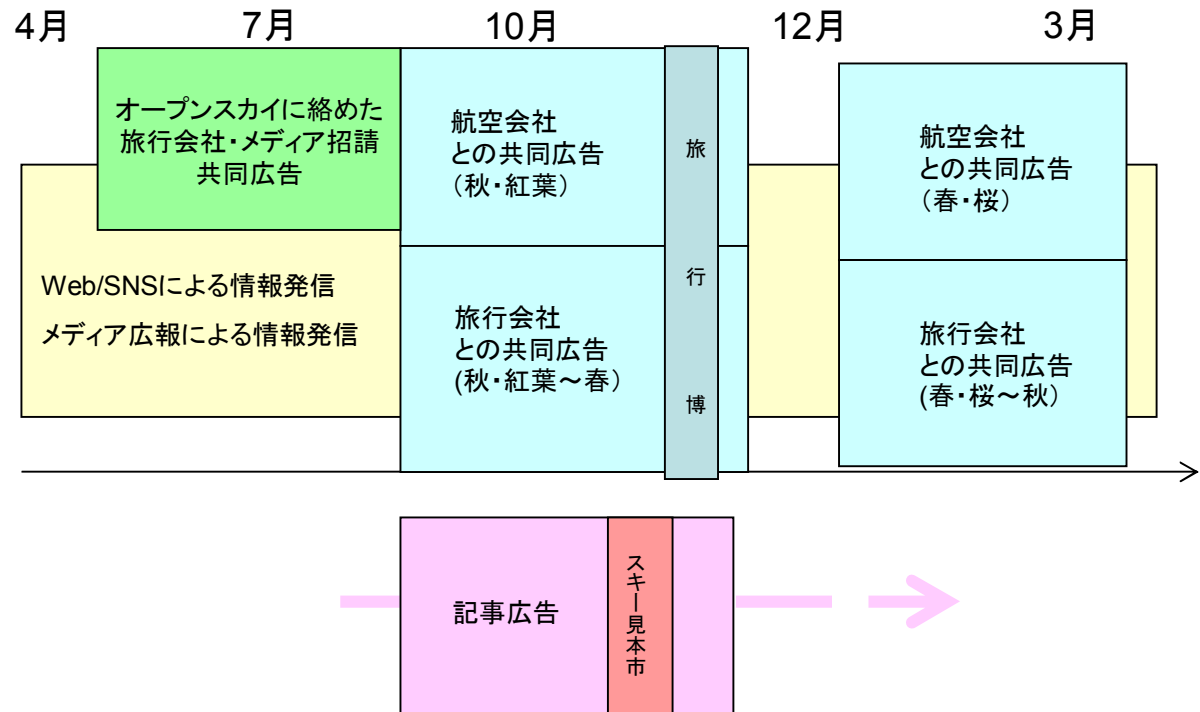 4月
7月
10月
12月
3月
オープンスカイに絡めた
旅行会社・メディア招請
共同広告
航空会社
との共同広告
（秋・紅葉）
旅行博
航空会社
との共同広告
（春・桜）
Web/SNSによる情報発信
メディア広報による情報発信
旅行会社
との共同広告
(秋・紅葉～春）
旅行会社
との共同広告
(春・桜～秋）
記事広告
スキー見本市